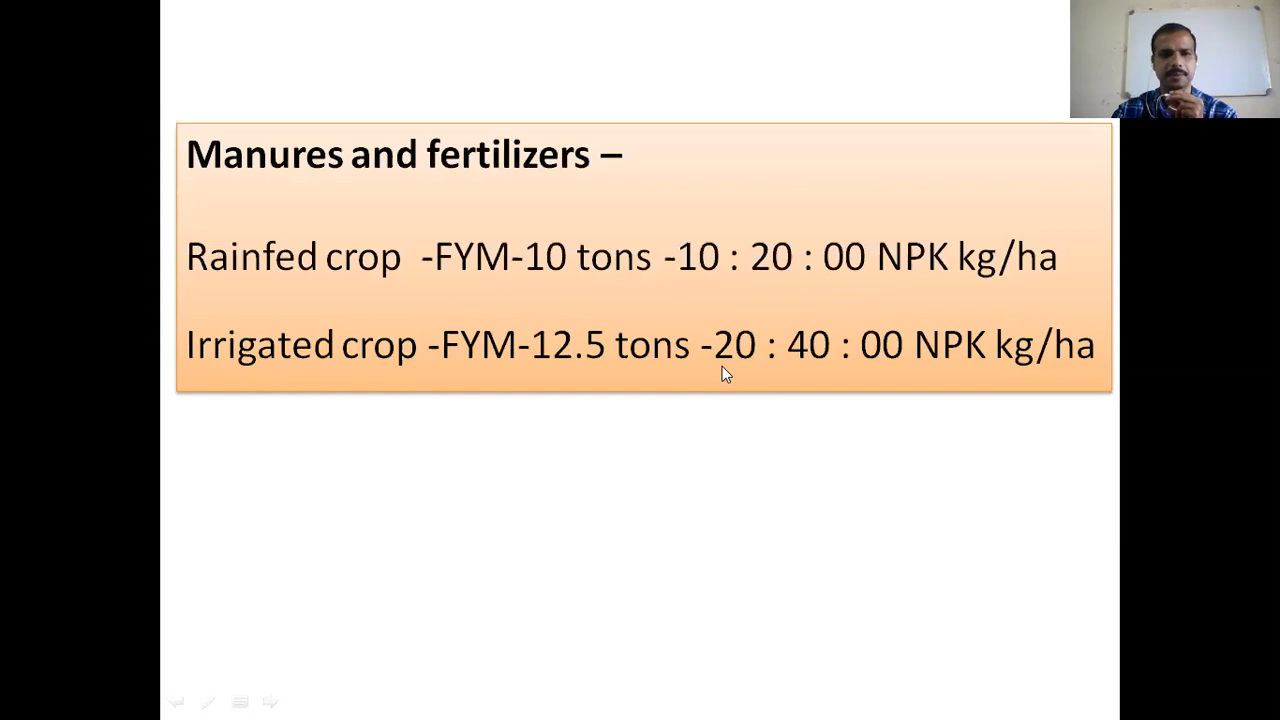 Manures and fertilizers –
Rainfed crop -FYM-10 tons -10 : 20 : 00 NPK kg/ha
Irrigated crop -FYM-12.5 tons -20 : 40 : 00 NPK kg/ha